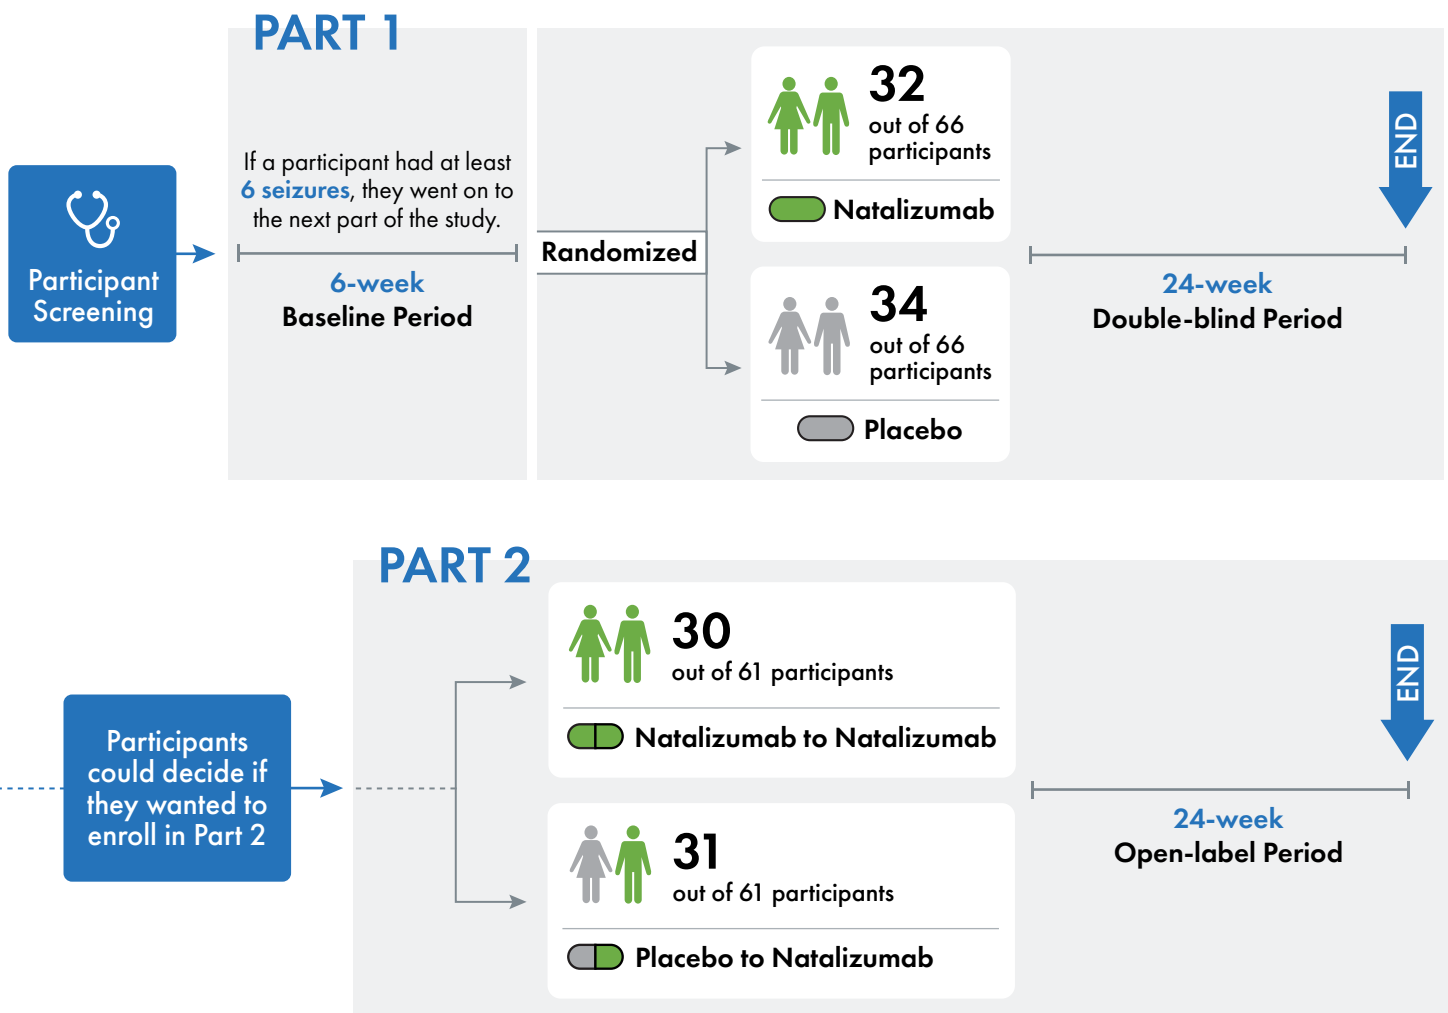 PART 1
Participant
Screening
If a participant had at least
6 seizures, they went on to
the next part of the study.
6-week
Baseline Period
Randomized
32
out of 66
participants
Natalizumab
34
out of 66
participants
Placebo
24-week
Double-blind Period
END
PART 2
Participants
could decide if
they wanted to
enroll in Part 2
30
out of 61 participants
Natalizumab to Natalizumab
31
out of 61 participants
Placebo to Natalizumab
24-week
Open-label Period
END